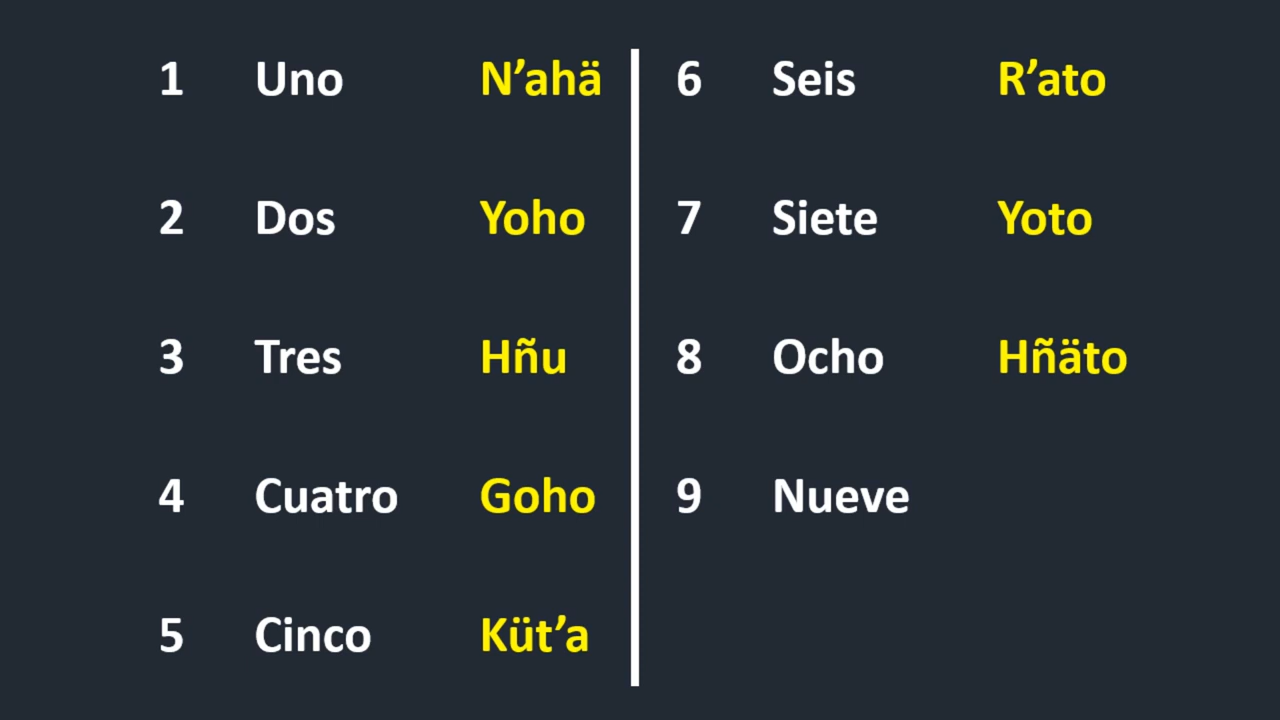 1 Uno N’ahä
2 Dos Yoho
3 Tres Hñu
4 Cuatro Goho
5 Cinco Küt’a
6 Seis R’ato
7 Siete Yoto
8 Ocho Hñäto
9 Nueve